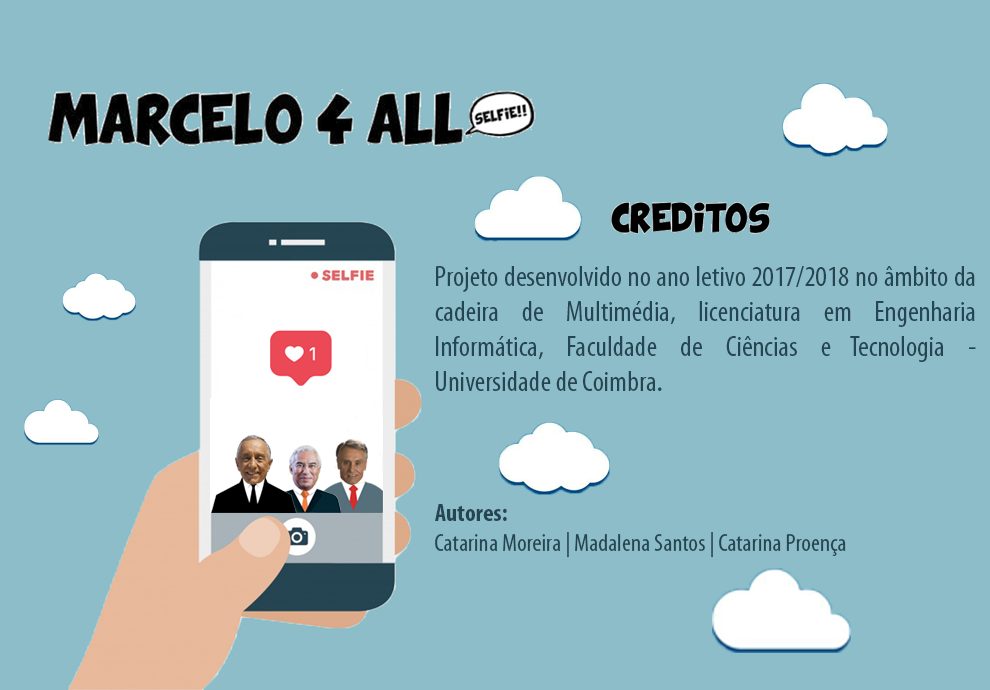 MARCELO 4 ALL
SELFiE!!
CREDiTOS
SELFIE
1
Projeto desenvolvido no ano letivo 2017/2018 no âmbito da
cadeira de Multimédia, licenciatura em Engenharia
Informática, Faculdade de Ciências e Tecnologia -
Universidade de Coimbra.
Autores:
Catarina Moreira | Madalena Santos | Catarina Proença